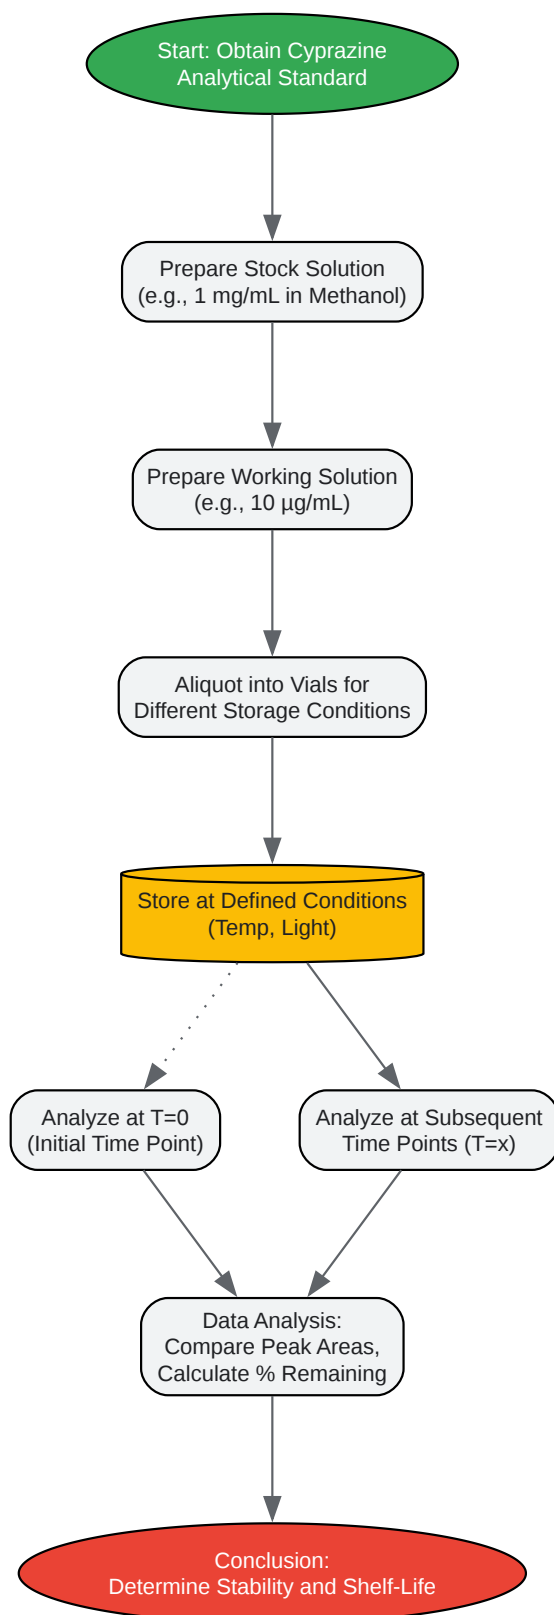 Start: Obtain Cyprazine
Analytical Standard
Prepare Stock Solution
(e.g., 1 mg/mL in Methanol)
Prepare Working Solution
(e.g., 10 µg/mL)
Aliquot into Vials for
Different Storage Conditions
Store at Defined Conditions
(Temp, Light)
Analyze at T=0
(Initial Time Point)
Analyze at Subsequent
Time Points (T=x)
Data Analysis:
Compare Peak Areas,
Calculate % Remaining
Conclusion:
Determine Stability and Shelf-Life